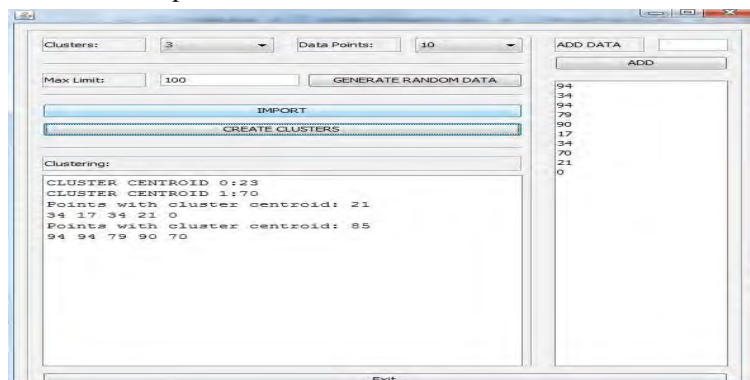 Clusters:
3
Data Points:
10
ADD DATA
ADD
Max Limit:
100
GENERATE RANDOM DATA
IMPORT
CREATE CLUSTERS
Clustering:
CLUSTER CENTROID 0:23
CLUSTER CENTROID 1:70
Points with cluster centroid: 21
34 17 34 21 0
Points with cluster centroid: 85
94 94 79 90 70
94
34
94
79
90
17
34
70
21
0
Exit